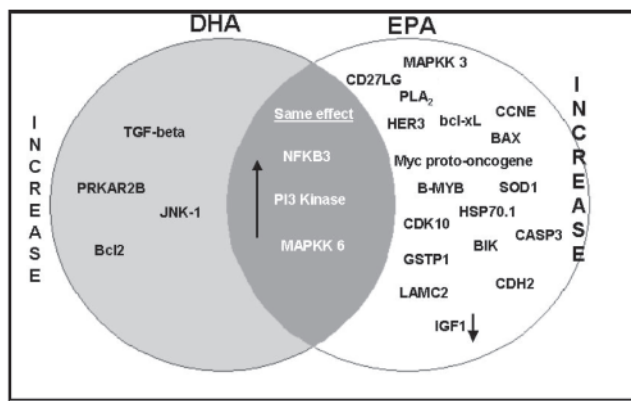 DHA
EPA
INCREASE
TGF-beta
PRKAR2B
JNK-1
Bcl2
Same effect
NFKB3
PI3 Kinase
MAPKK 6
MAPKK 3
CD27LG
PLA₂
CCNE
HER3
bcl-xL
BAX
Myc proto-oncogene
B-MYB
SOD1
HSP70.1
CDK10
CASP3
BIK
GSTP1
CDH2
LAMC2
IGF1
INCREASE